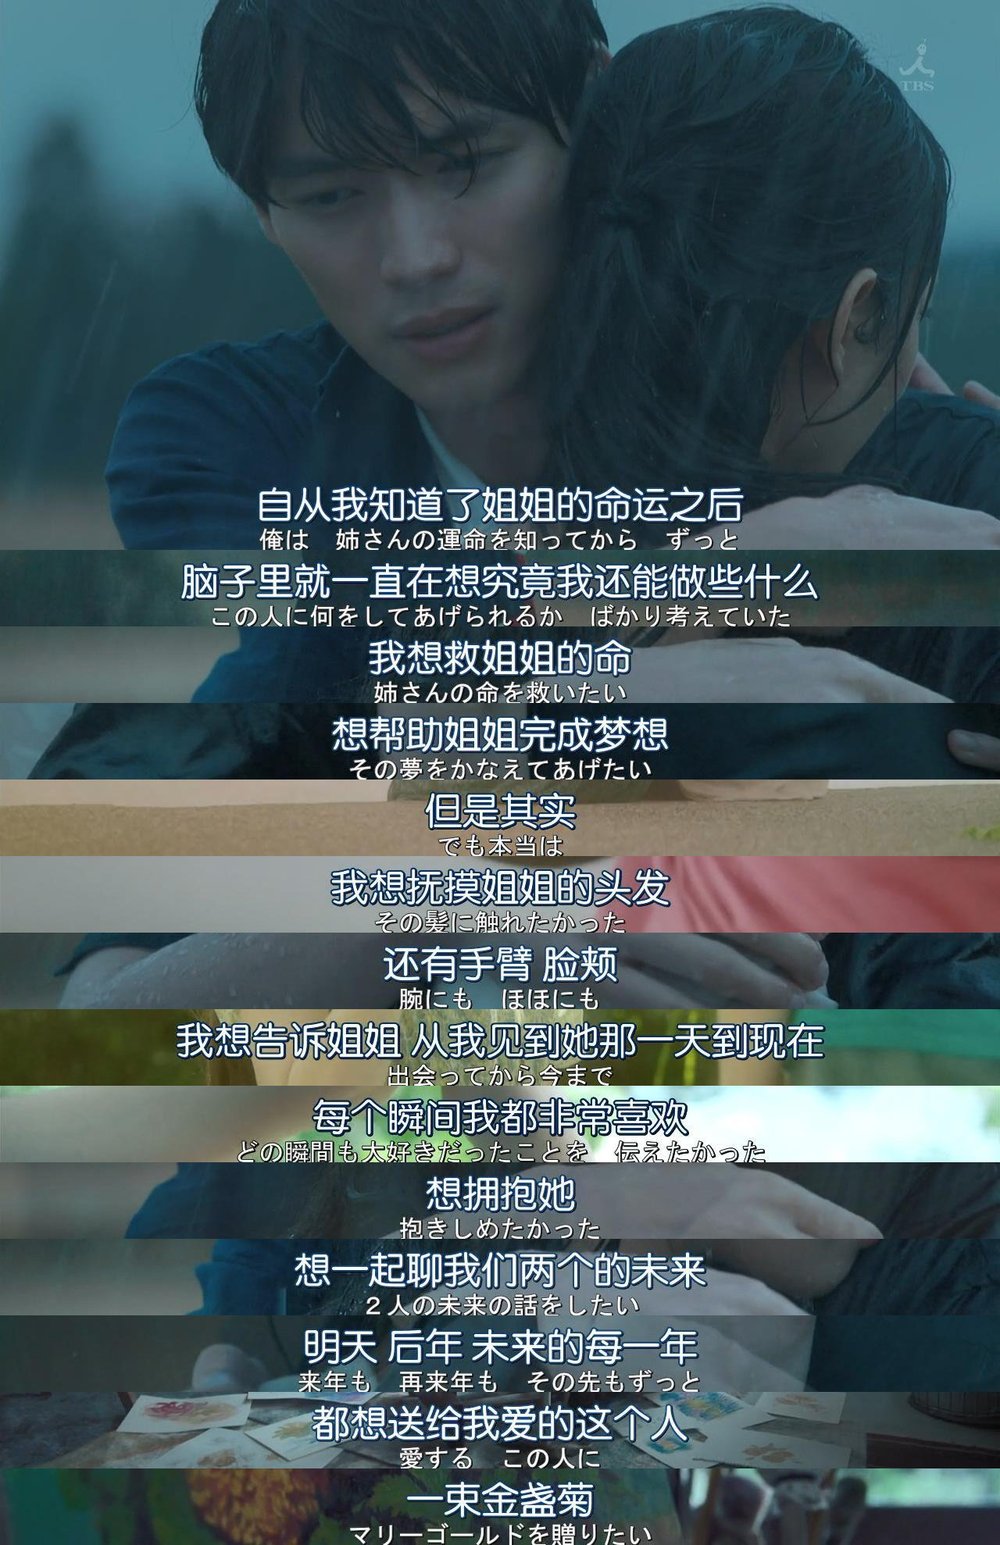 TBS
自从我知道了姐姐的命运之后
俺は　姉さんの運命を知ってから　ずっと
脑子里就一直在想究竟我还能做些什么
この人に何をしてあげられるか　ばかり考えていた
我想救姐姐的命
姉さんの命を救いたい
想帮助姐姐完成梦想
その夢をかなえてあげたい
但是其实
でも本当は
我想抚摸姐姐的头发
その髪に触れたかった
还有手臂 脸颊
腕にも　ほほにも
我想告诉姐姐 从我见到她那一天到现在
出会ってから今まで
每个瞬间我都非常喜欢
どの瞬間も大好きだったことを　伝えたかった
想拥抱她
抱きしめたかった
想一起聊我们两个的未来
２人の未来の話をしたい
明天 后年 未来的每一年
来年も　再来年も　その先もずっと
都想送给我爱的这个人
愛する　この人に
一束金盏菊
マリーゴールドを贈りたい